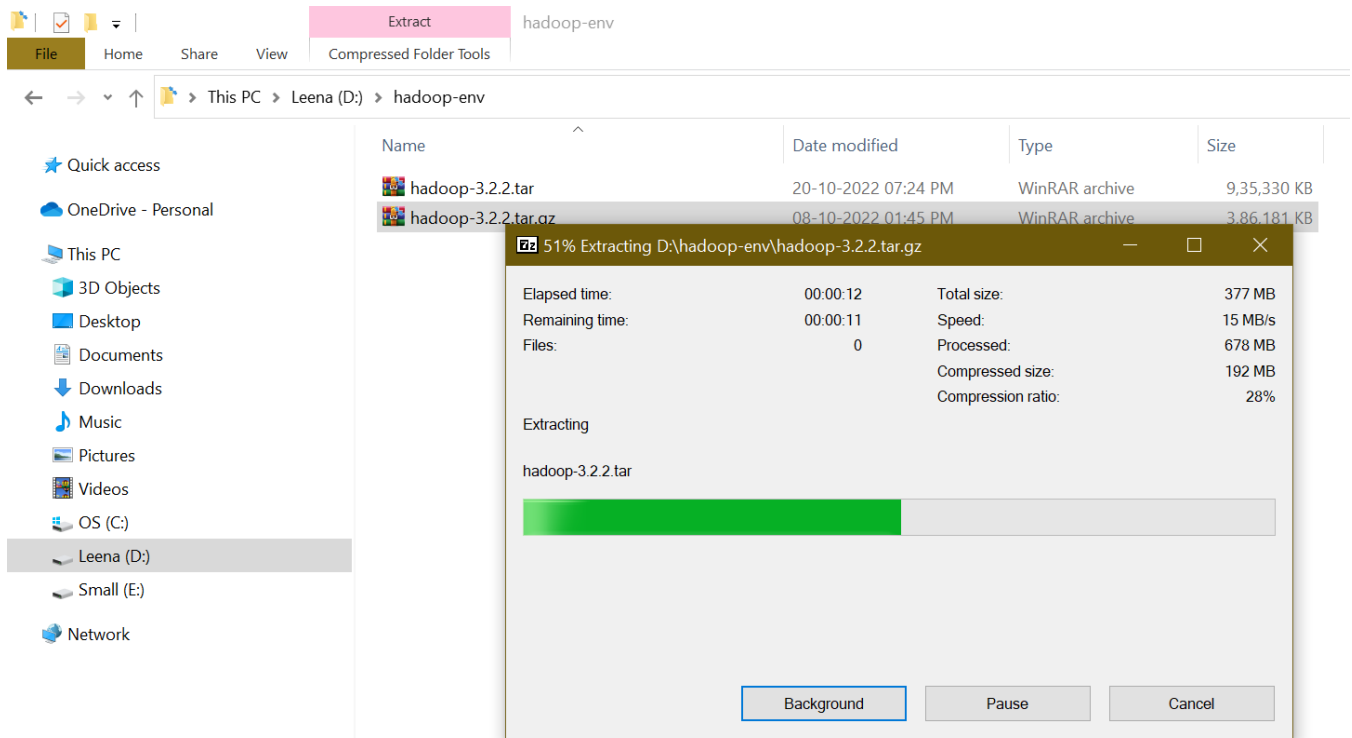 Extract
hadoop-env
File Home Share View Compressed Folder Tools
This PC Leena (D:) hadoop-env
Name Date modified Type Size
Quick access
OneDrive - Personal
This PC
3D Objects
Desktop
Documents
Downloads
Music
Pictures
Videos
OS (C:)
Leena (D:)
Small (E:)
Network
hadoop-3.2.2.tar 20-10-2022 07:24 PM WinRAR archive 9,35,330 KB
hadoop-3.2.2.tar.gz 08-10-2022 01:45 PM WinRAR archive 3,86,181 KB
7z 51% Extracting D:\hadoop-env\hadoop-3.2.2.tar.gz
Elapsed time: 00:00:12 Total size: 377 MB
Remaining time: 00:00:11 Speed: 15 MB/s
Files: 0 Processed: 678 MB
Compressed size: 192 MB
Compression ratio: 28%
Extracting
hadoop-3.2.2.tar
Background Pause Cancel